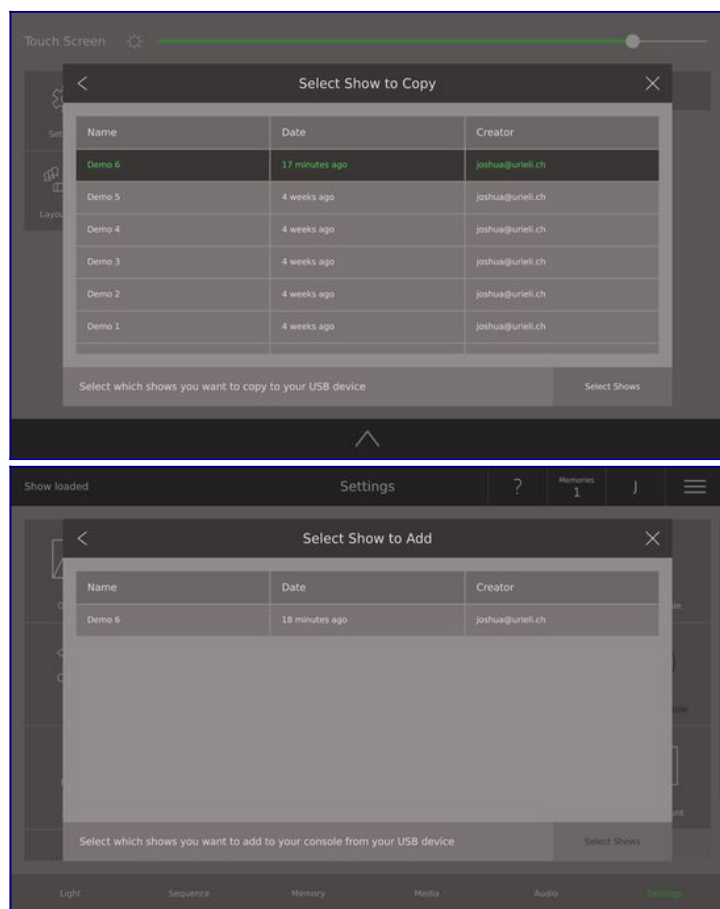 Touch Screen
Select Show to Copy
Name Date Creator
Demo 6 17 minutes ago joshua@urieli.ch
Demo 5 4 weeks ago joshua@urieli.ch
Demo 4 4 weeks ago joshua@urieli.ch
Demo 3 4 weeks ago joshua@urieli.ch
Demo 2 4 weeks ago joshua@urieli.ch
Demo 1 4 weeks ago joshua@urieli.ch
Select which shows you want to copy to your USB device Select Shows
Show loaded Settings ? Memories 1 J
Select Show to Add
Name Date Creator
Demo 6 18 minutes ago joshua@urieli.ch
Select which shows you want to add to your console from your USB device Select Shows
Light Sequence Memory Media Audio Settings